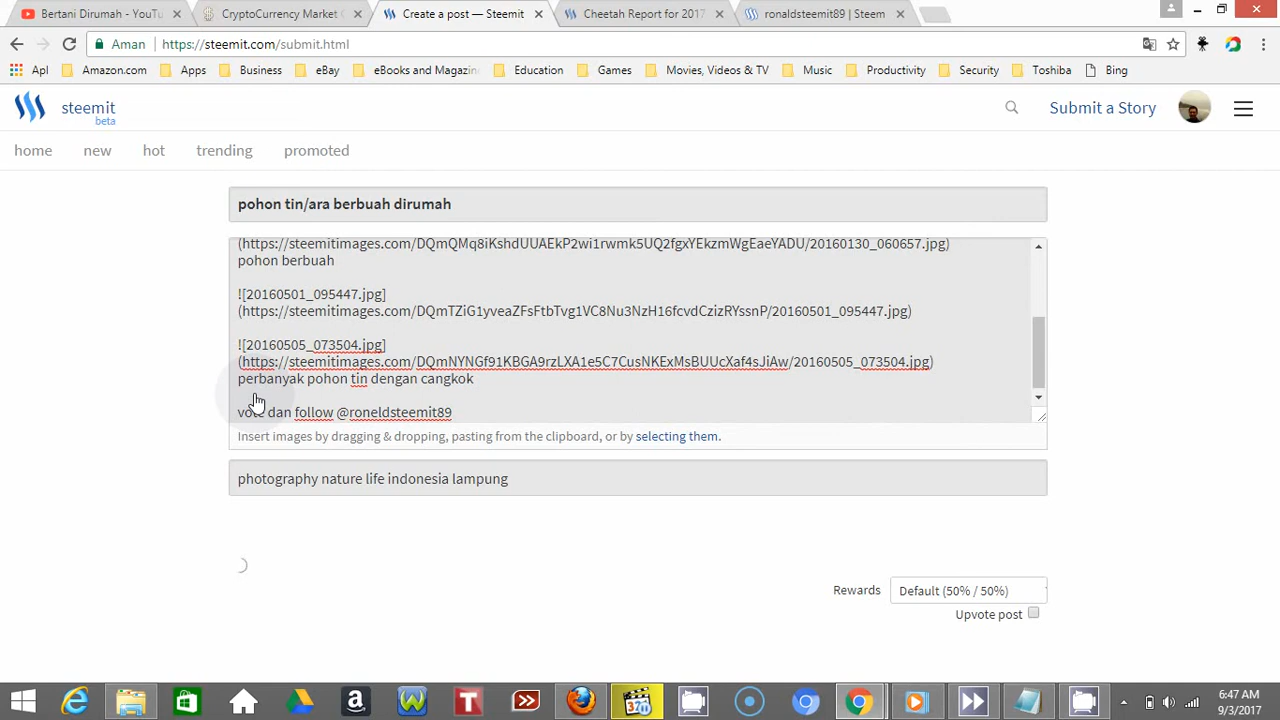 Bertani Dirumah - YouTu
CryptoCurrency Market
Create a post — Steemit
Cheetah Report for 2017
ronaldsteemit89 | Steem
Aman
https://steemit.com/submit.html
Apl
Amazon.com
Apps
Business
eBay
eBooks and Magazin
Education
Games
Movies, Videos & TV
Music
Productivity
Security
Toshiba
Bing
steemit
beta
Submit a Story
home
new
hot
trending
promoted
pohon tin/ara berbuah dirumah
(https://steemitimages.com/DQmQMq8iKshdUUAEkP2wi1rwmk5UQ2fgxYEkzmWgEaeYADU/20160130_060657.jpg)
pohon berbuah
![20160501_095447.jpg]
(https://steemitimages.com/DQmTZiG1yveaZFsFtbTvg1VC8Nu3NzH16fcvdCzizRYssnP/20160501_095447.jpg)
![20160505_073504.jpg]
(https://steemitimages.com/DQmNYNGf91KBGA9rzLXA1e5C7CusNKExMsBUUcXaf4sJiAw/20160505_073504.jpg)
perbanyak pohon tin dengan cangkok
vote dan follow @roneldsteemit89
Insert images by dragging & dropping, pasting from the clipboard, or by selecting them.
photography nature life indonesia lampung
Rewards
Default (50% / 50%)
Upvote post
6:47 AM
9/3/2017